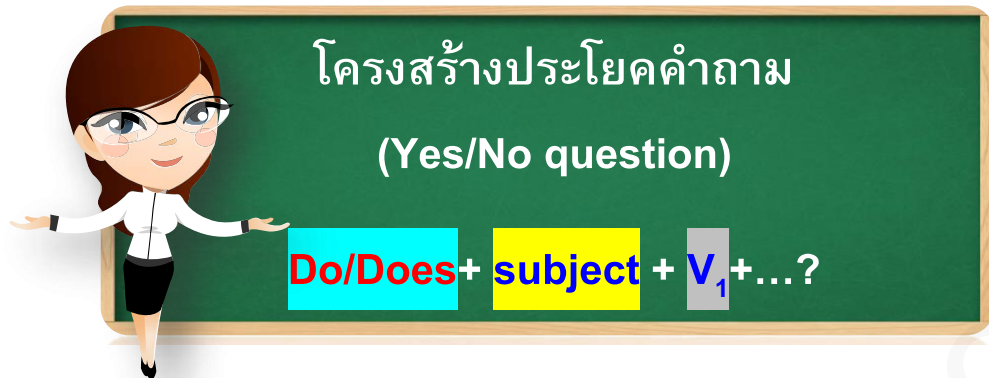 โครงสร้างประโยคคำถาม
(Yes/No question)
Do/Does+ subject + V₁+...?